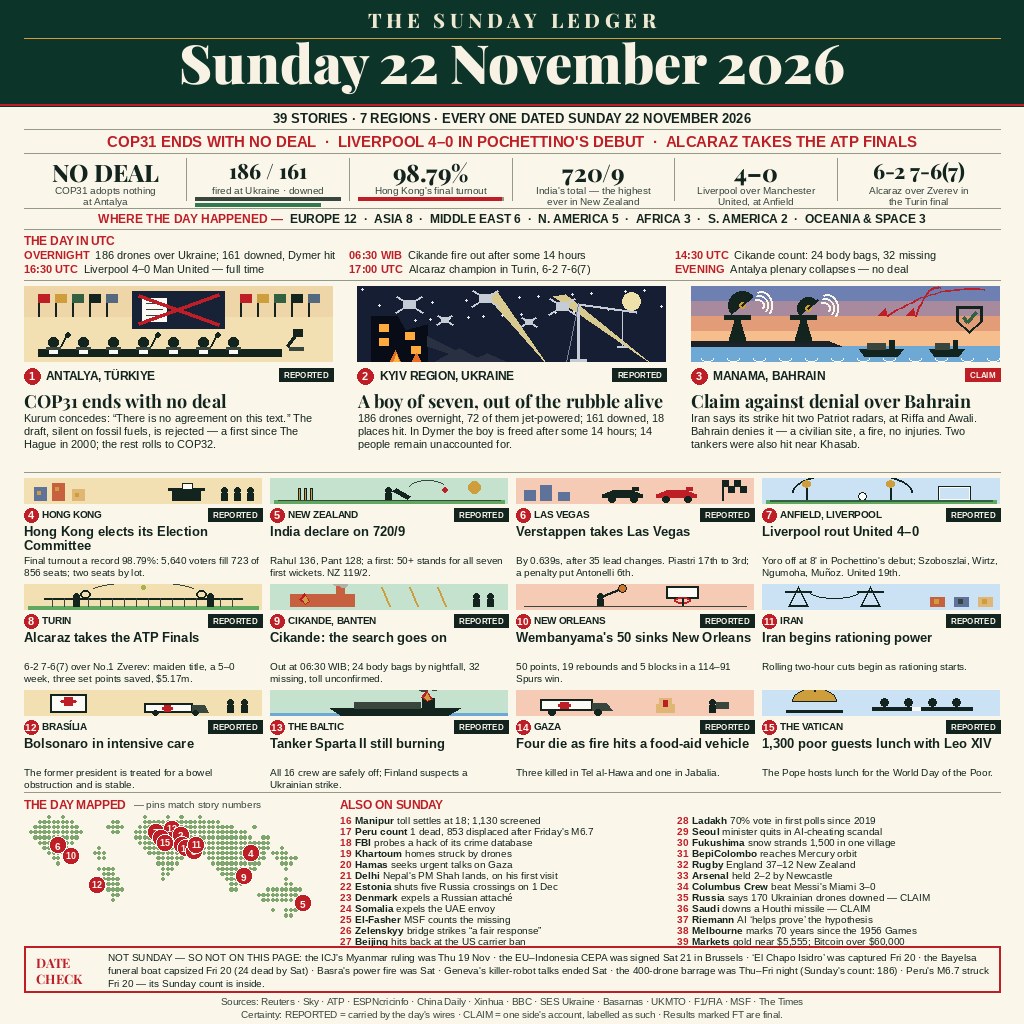 THE SUNDAY LEDGER
Sunday 22 November 2026
39 STORIES · 7 REGIONS · EVERY ONE DATED SUNDAY 22 NOVEMBER 2026
COP31 ENDS WITH NO DEAL · LIVERPOOL 4–0 IN POCHETTINO'S DEBUT · ALCARAZ TAKES THE ATP FINALS
NO DEAL
COP31 adopts nothing
at Antalya
186 / 161
fired at Ukraine · downed
98.79%
Hong Kong's final turnout
720/9
India's total — the highest
ever in New Zealand
4–0
Liverpool over Manchester
United, at Anfield
6-2 7-6(7)
Alcaraz over Zverev in
the Turin final
WHERE THE DAY HAPPENED — EUROPE 12 · ASIA 8 · MIDDLE EAST 6 · N. AMERICA 5 · AFRICA 3 · S. AMERICA 2 · OCEANIA & SPACE 3
THE DAY IN UTC
OVERNIGHT 186 drones over Ukraine; 161 downed, Dymer hit
06:30 WIB Cikande fire out after some 14 hours
14:30 UTC Cikande count: 24 body bags, 32 missing
16:30 UTC Liverpool 4–0 Man United — full time
17:00 UTC Alcaraz champion in Turin, 6-2 7-6(7)
EVENING Antalya plenary collapses — no deal
1 ANTALYA, TÜRKIYE REPORTED
COP31 ends with no deal
Kurum concedes: “There is no agreement on this text.” The
draft, silent on fossil fuels, is rejected — a first since The
Hague in 2000; the rest rolls to COP32.
2 KYIV REGION, UKRAINE REPORTED
A boy of seven, out of the rubble alive
186 drones overnight, 72 of them jet-powered; 161 downed, 18
places hit. In Dymer the boy is freed after some 14 hours; 14
people remain unaccounted for.
3 MANAMA, BAHRAIN CLAIM
Claim against denial over Bahrain
Iran says its strike hit two Patriot radars, at Riffa and Awali.
Bahrain denies it — a civilian site, a fire, no injuries. Two
tankers were also hit near Khasab.
4 HONG KONG REPORTED
Hong Kong elects its Election
Committee
Final turnout a record 98.79%: 5,640 voters fill 723 of
856 seats; two seats by lot.
5 NEW ZEALAND REPORTED
India declare on 720/9
Rahul 136, Pant 128; a first: 50+ stands for all seven
first wickets. NZ 119/2.
6 LAS VEGAS REPORTED
Verstappen takes Las Vegas
By 0.639s, after 35 lead changes. Piastri 17th to 3rd;
a penalty put Antonelli 6th.
7 ANFIELD, LIVERPOOL REPORTED
Liverpool rout United 4–0
Yoro off at 8' in Pochettino's debut; Szoboszlai, Wirtz,
Ngumoha, Muñoz. United 19th.
8 TURIN REPORTED
Alcaraz takes the ATP Finals
6-2 7-6(7) over No.1 Zverev: maiden title, a 5–0
week, three set points saved, $5.17m.
9 CIKANDE, BANTEN REPORTED
Cikande: the search goes on
Out at 06:30 WIB; 24 body bags by nightfall, 32
missing, toll unconfirmed.
10 NEW ORLEANS REPORTED
Wembanyama's 50 sinks New Orleans
50 points, 19 rebounds and 5 blocks in a 114–91
Spurs win.
11 IRAN REPORTED
Iran begins rationing power
Rolling two-hour cuts begin as rationing starts.
12 BRASÍLIA REPORTED
Bolsonaro in intensive care
The former president is treated for a bowel
obstruction and is stable.
13 THE BALTIC REPORTED
Tanker Sparta II still burning
All 16 crew are safely off; Finland suspects a
Ukrainian strike.
14 GAZA REPORTED
Four die as fire hits a food-aid vehicle
Three killed in Tel al-Hawa and one in Jabalia.
15 THE VATICAN REPORTED
1,300 poor guests lunch with Leo XIV
The Pope hosts lunch for the World Day of the Poor.
THE DAY MAPPED — pins match story numbers
6
10
12
15
11
4
9
5
ALSO ON SUNDAY
16 Manipur toll settles at 18; 1,130 screened
17 Peru count 1 dead, 853 displaced after Friday's M6.7
18 FBI probes a hack of its crime database
19 Khartoum homes struck by drones
20 Hamas seeks urgent talks on Gaza
21 Delhi Nepal's PM Shah lands, on his first visit
22 Estonia shuts five Russia crossings on 1 Dec
23 Denmark expels a Russian attaché
24 Somalia expels the UAE envoy
25 El-Fasher MSF counts the missing
26 Zelenskyy bridge strikes “a fair response”
27 Beijing hits back at the US carrier ban
28 Ladakh 70% vote in first polls since 2019
29 Seoul minister quits in AI-cheating scandal
30 Fukushima snow strands 1,500 in one village
31 BepiColombo reaches Mercury orbit
32 Rugby England 37–12 New Zealand
33 Arsenal held 2–2 by Newcastle
34 Columbus Crew beat Messi's Miami 3–0
35 Russia says 170 Ukrainian drones downed — CLAIM
36 Saudi downs a Houthi missile — CLAIM
37 Riemann AI 'helps prove' the hypothesis
38 Melbourne marks 70 years since the 1956 Games
39 Markets gold near $5,555; Bitcoin over $60,000
DATE
CHECK
NOT SUNDAY — SO NOT ON THIS PAGE: the ICJ's Myanmar ruling was Thu 19 Nov · the EU–Indonesia CEPA was signed Sat 21 in Brussels · 'El Chapo Isidro' was captured Fri 20 · the Bayelsa
funeral boat capsized Fri 20 (24 dead by Sat) · Basra's power fire was Sat · Geneva's killer-robot talks ended Sat · the 400-drone barrage was Thu–Fri night (Sunday's count: 186) · Peru's M6.7 struck
Fri 20 — its Sunday count is inside.
Sources: Reuters · Sky · ATP · ESPNcricinfo · China Daily · Xinhua · BBC · SES Ukraine · Basarnas · UKMTO · F1/FIA · MSF · The Times
Certainty: REPORTED = carried by the day's wires · CLAIM = one side's account, labelled as such · Results marked FT are final.